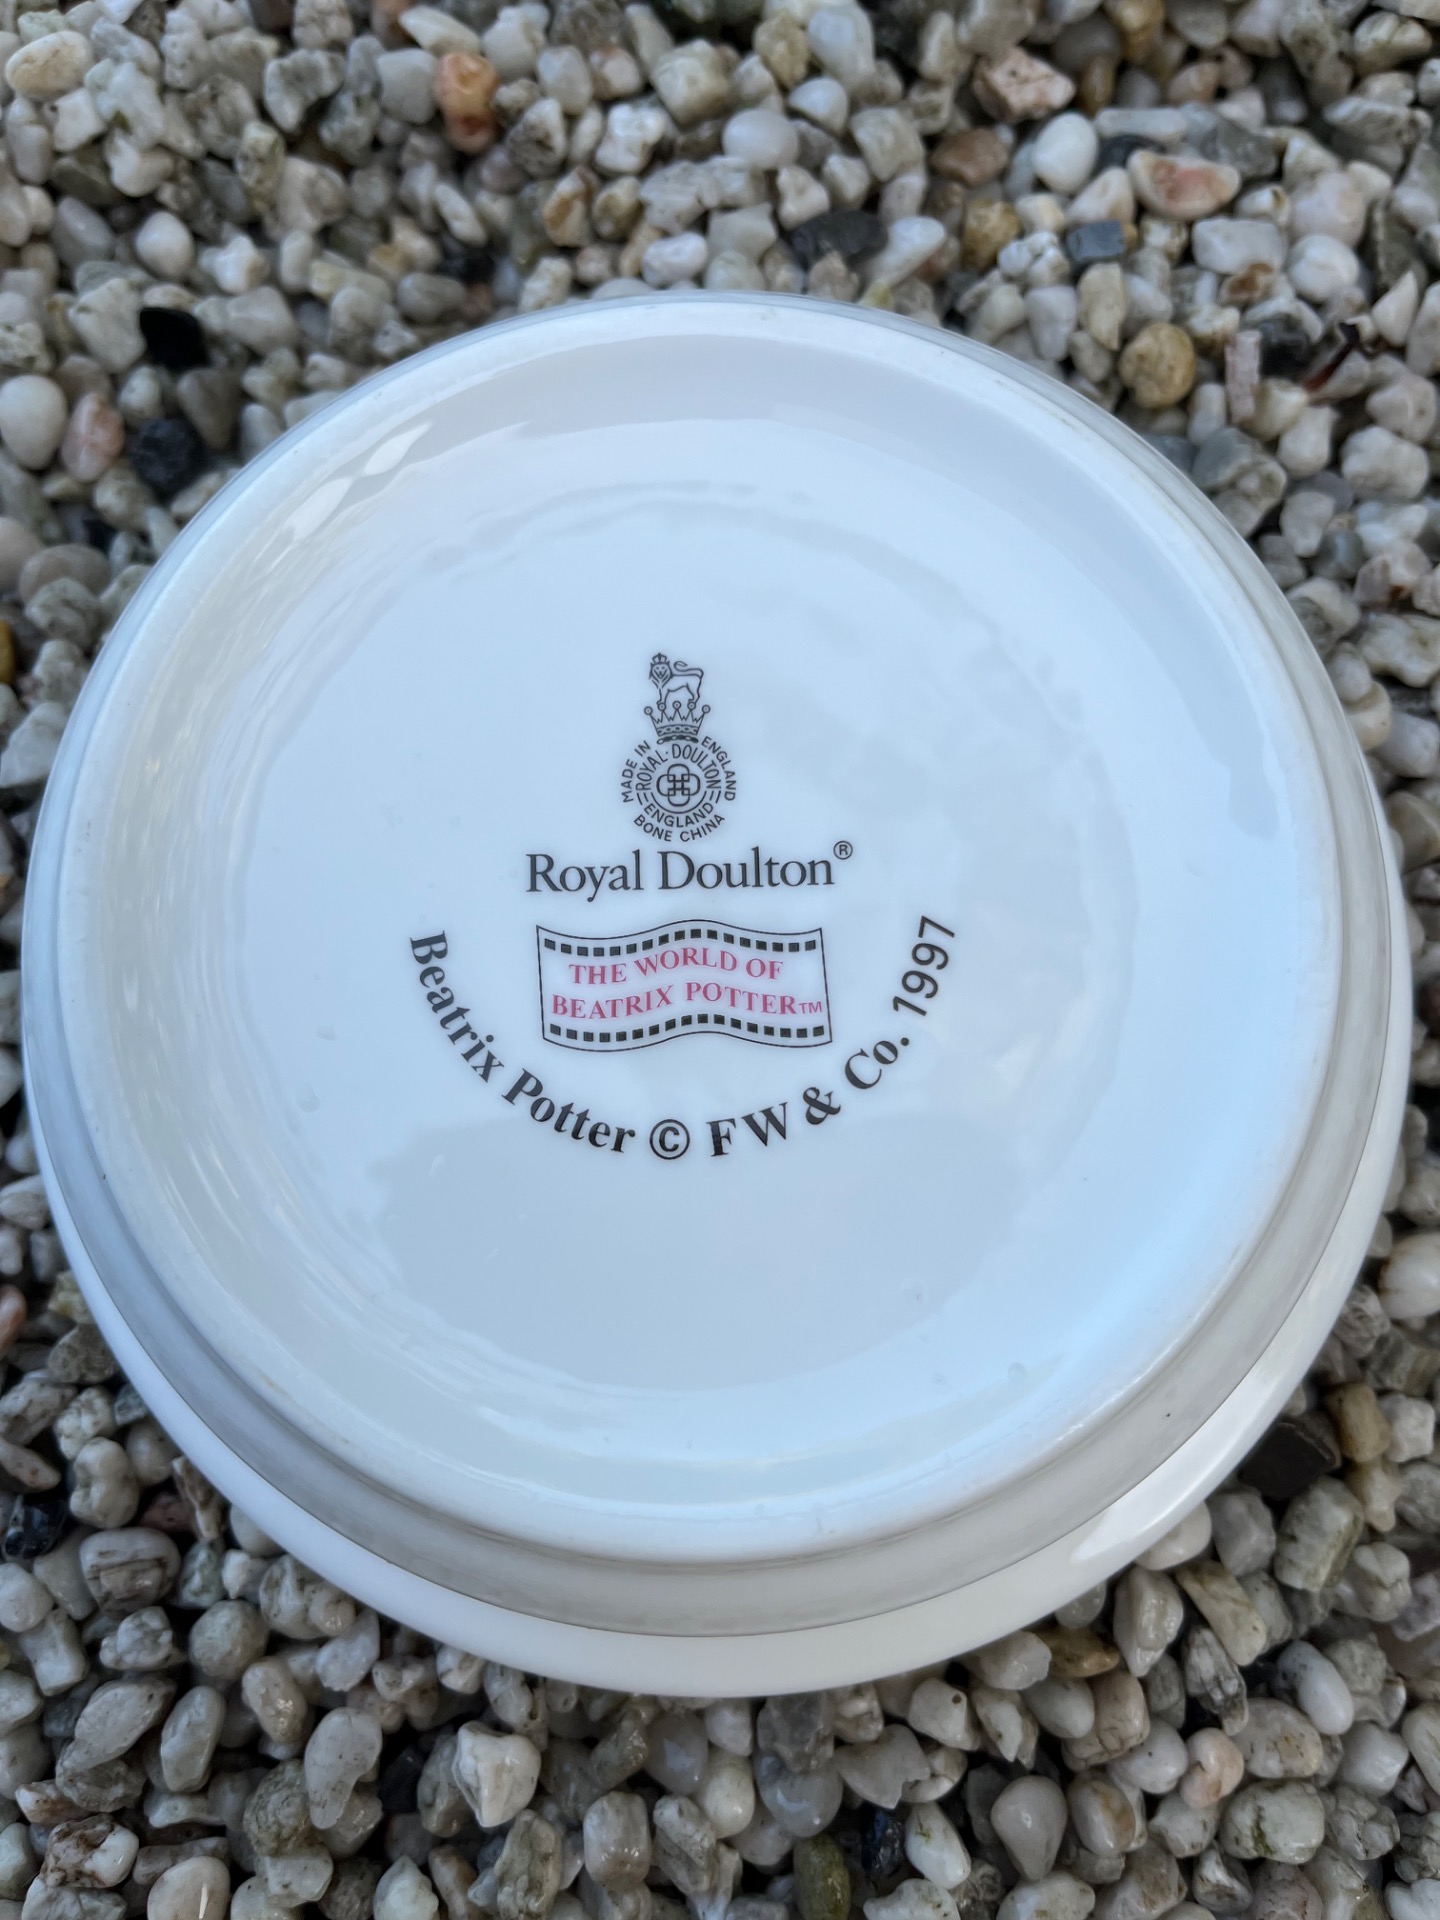 MADE IN ENGLAND
ROYAL·DOULTON
ENGLAND
BONE CHINA
Royal Doulton®
THE WORLD OF
BEATRIX POTTER™
Beatrix Potter © FW & Co. 1997